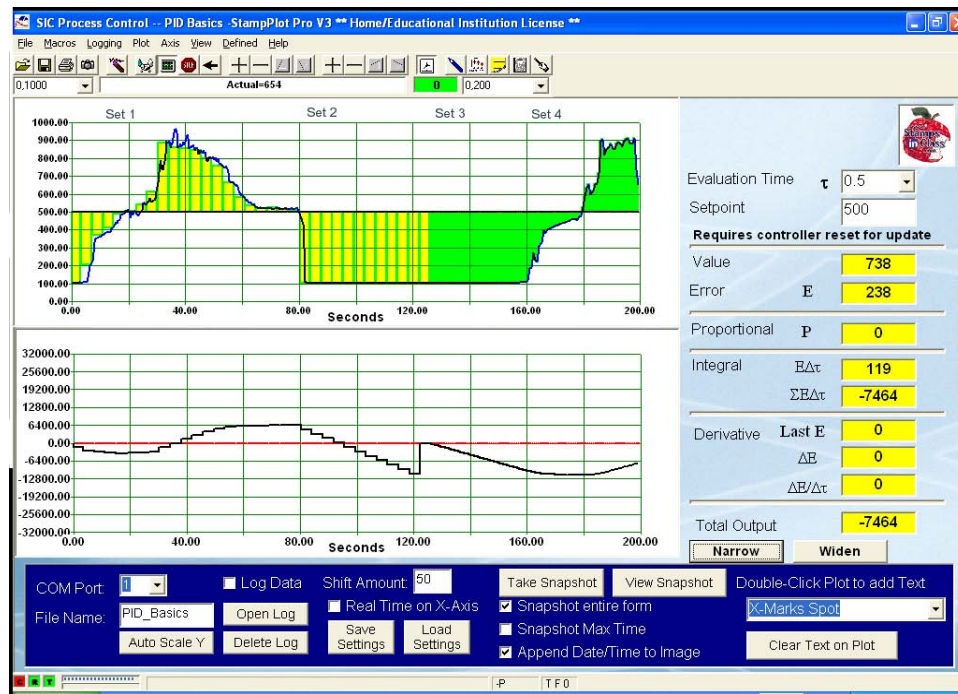 SIC Process Control -- PID Basics -StampPlot Pro V3 ** Home/Educational Institution License **
File Macros Logging Plot Axis View Defined Help
0,1000 Actual=654 0 0,200
Set 1 Set 2 Set 3 Set 4
1000.00
900.00
800.00
700.00
600.00
500.00
400.00
300.00
200.00
100.00
0.00
0.00 40.00 80.00 120.00 160.00 200.00
Seconds
32000.00
25600.00
19200.00
12800.00
6400.00
0.00
-6400.00
-12800.00
-19200.00
-25600.00
-32000.00
0.00 40.00 80.00 120.00 160.00 200.00
Seconds
Stamps
in Class
Evaluation Time τ 0.5
Setpoint 500
Requires controller reset for update
Value 738
Error E 238
Proportional P 0
Integral EΔτ 119
ΣEΔτ -7464
Derivative Last E 0
ΔE 0
ΔE/Δτ 0
Total Output -7464
Narrow Widen
COM Port: 1 Log Data Shift Amount: 50 Take Snapshot View Snapshot Double-Click Plot to add Text
File Name: PID_Basics Open Log Real Time on X-Axis Snapshot entire form X-Marks Spot
Auto Scale Y Delete Log Save Settings Load Settings Snapshot Max Time
Append Date/Time to Image Clear Text on Plot
C R T -P T F 0